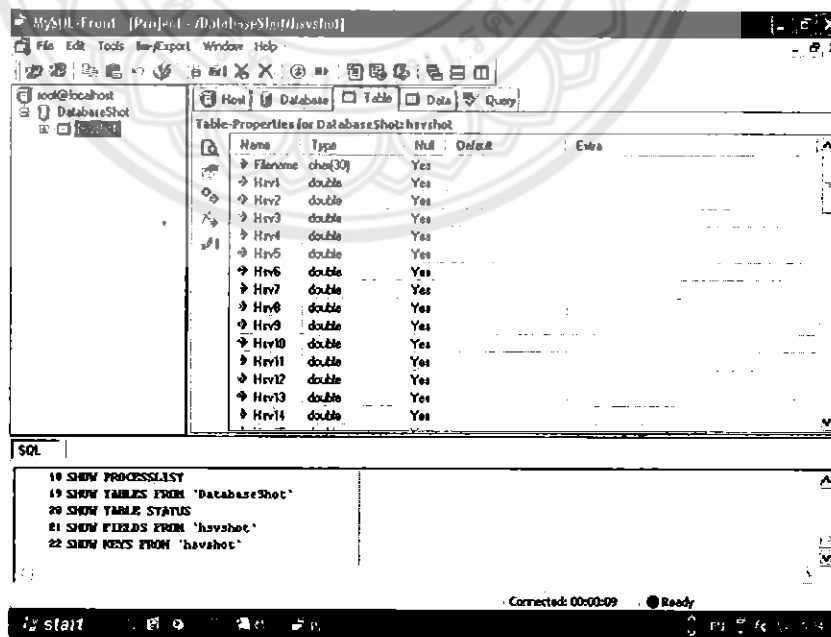 MySQL-Front - [Project - /DatabaseShot/hsvshot]
File Edit Tools Im-/Export Window Help
root@localhost
DatabaseShot
Host Database Table Data Query
Table-Properties for DatabaseShot: hsvshot
Name Type Null Default Extra
Filename char(30) Yes
Hsv1 double Yes
Hsv2 double Yes
Hsv3 double Yes
Hsv4 double Yes
Hsv5 double Yes
Hsv6 double Yes
Hsv7 double Yes
Hsv8 double Yes
Hsv9 double Yes
Hsv10 double Yes
Hsv11 double Yes
Hsv12 double Yes
Hsv13 double Yes
Hsv14 double Yes
SQL
18 SHOW PROCESSLIST
19 SHOW TABLES FROM `DatabaseShot`
20 SHOW TABLE STATUS
21 SHOW FIELDS FROM `hsvshot`
22 SHOW KEYS FROM `hsvshot`
Connected: 00:00:09 Ready
start